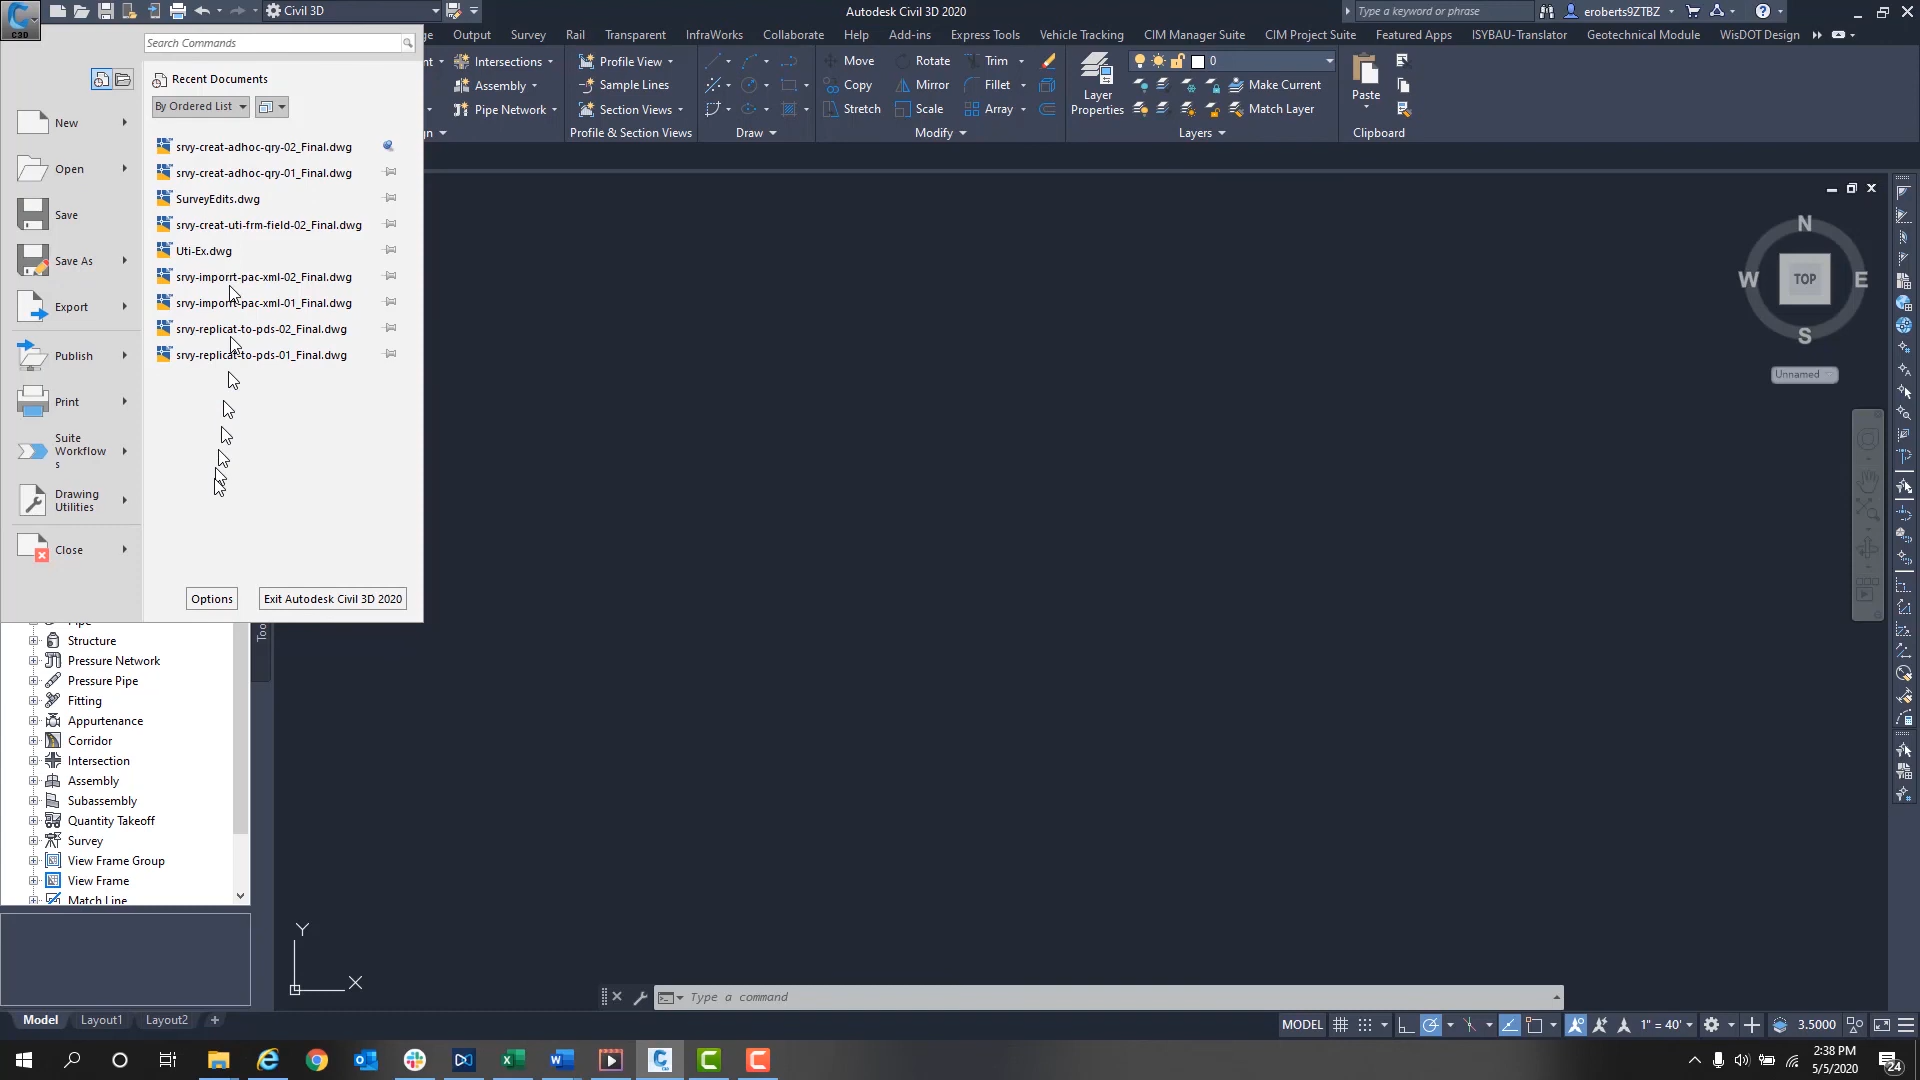 Civil 3D
Autodesk Civil 3D 2020
Type a keyword or phrase
eroberts9ZTBZ
C3D
Output Survey Rail Transparent InfraWorks Collaborate Help Add-ins Express Tools Vehicle Tracking CIM Manager Suite CIM Project Suite Featured Apps ISYBAU-Translator Geotechnical Module WisDOT Design
Search Commands
Recent Documents
By Ordered List
New
Open
Save
Save As
Export
Publish
Print
Suite
Workflow
s
Drawing
Utilities
Close
srvy-creat-adhoc-qry-02_Final.dwg
srvy-creat-adhoc-qry-01_Final.dwg
SurveyEdits.dwg
srvy-creat-uti-frm-field-02_Final.dwg
Uti-Ex.dwg
srvy-imporrt-pac-xml-02_Final.dwg
srvy-imporrt-pac-xml-01_Final.dwg
srvy-replicat-to-pds-02_Final.dwg
srvy-replicat-to-pds-01_Final.dwg
Options
Exit Autodesk Civil 3D 2020
Intersections
Assembly
Pipe Network
Profile View
Sample Lines
Section Views
Profile & Section Views
Draw
Move Rotate Trim
Copy Mirror Fillet
Stretch Scale Array
Modify
Layer
Properties
0
Make Current
Match Layer
Layers
Paste
Clipboard
N
W TOP E
S
Unnamed
Pipe
Structure
Pressure Network
Pressure Pipe
Fitting
Appurtenance
Corridor
Intersection
Assembly
Subassembly
Quantity Takeoff
Survey
View Frame Group
View Frame
Match Line
Too
Y
X
Type a command
Model Layout1 Layout2 +
MODEL
1" = 40'
3.5000
2:38 PM
5/5/2020
24